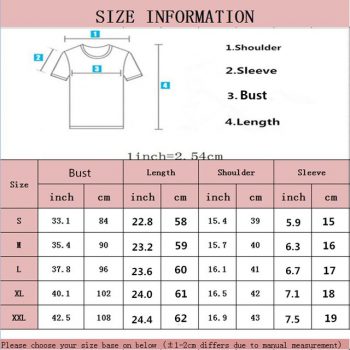 SIZE INFORMATION
1
2
3
4
1.Shoulder
2.Sleeve
3.Bust
4.Length
1inch=2.54cm
Size Bust Length Shoulder Sleeve
inch cm inch cm inch cm inch cm
S 33.1 84 22.8 58 15.4 39 5.9 15
M 35.4 90 23.2 59 15.7 40 6.3 16
L 37.8 96 23.6 60 16.1 41 6.7 17
XL 40.1 102 24.0 61 16.5 42 7.1 18
XXL 42.5 108 24.4 62 16.9 43 7.5 19
Please choose your size base on below (±1-2cm differs due to manual measurement)